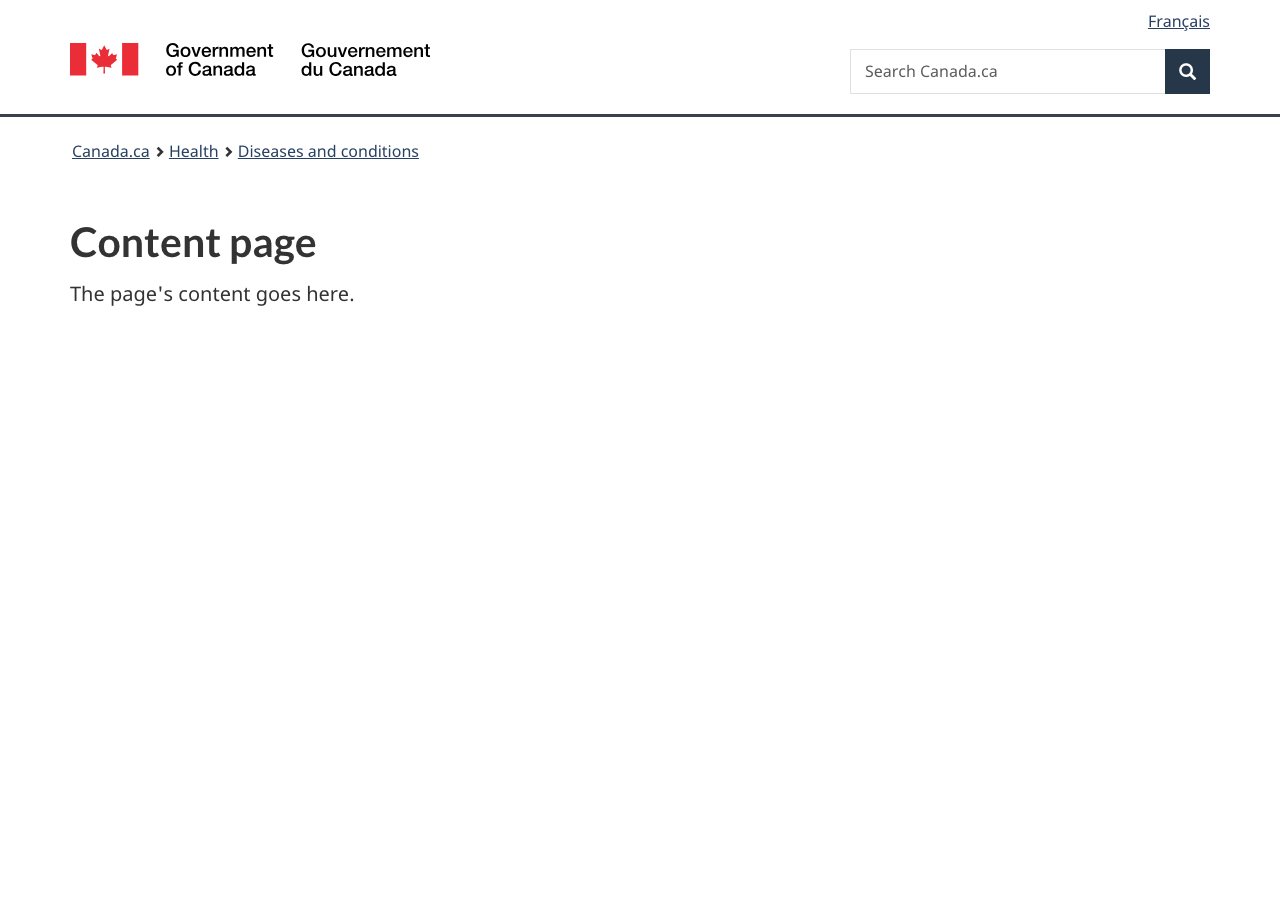 Français
Government of Canada
Gouvernement du Canada
Search Canada.ca
Canada.ca Health Diseases and conditions
Content page
The page's content goes here.